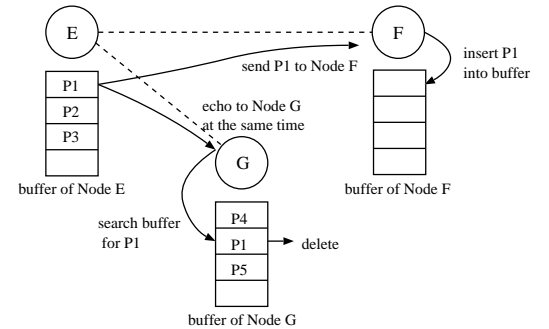 E
F
send P1 to Node F
insert P1
into buffer
P1
P2
P3
buffer of Node E
echo to Node G
at the same time
G
buffer of Node F
search buffer
for P1
P4
P1
P5
delete
buffer of Node G